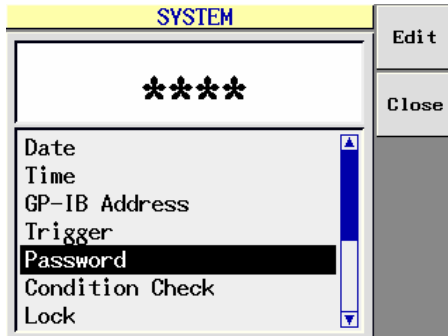 SYSTEM
Edit
****
Close
Date
Time
GP-IB Address
Trigger
Password
Condition Check
Lock